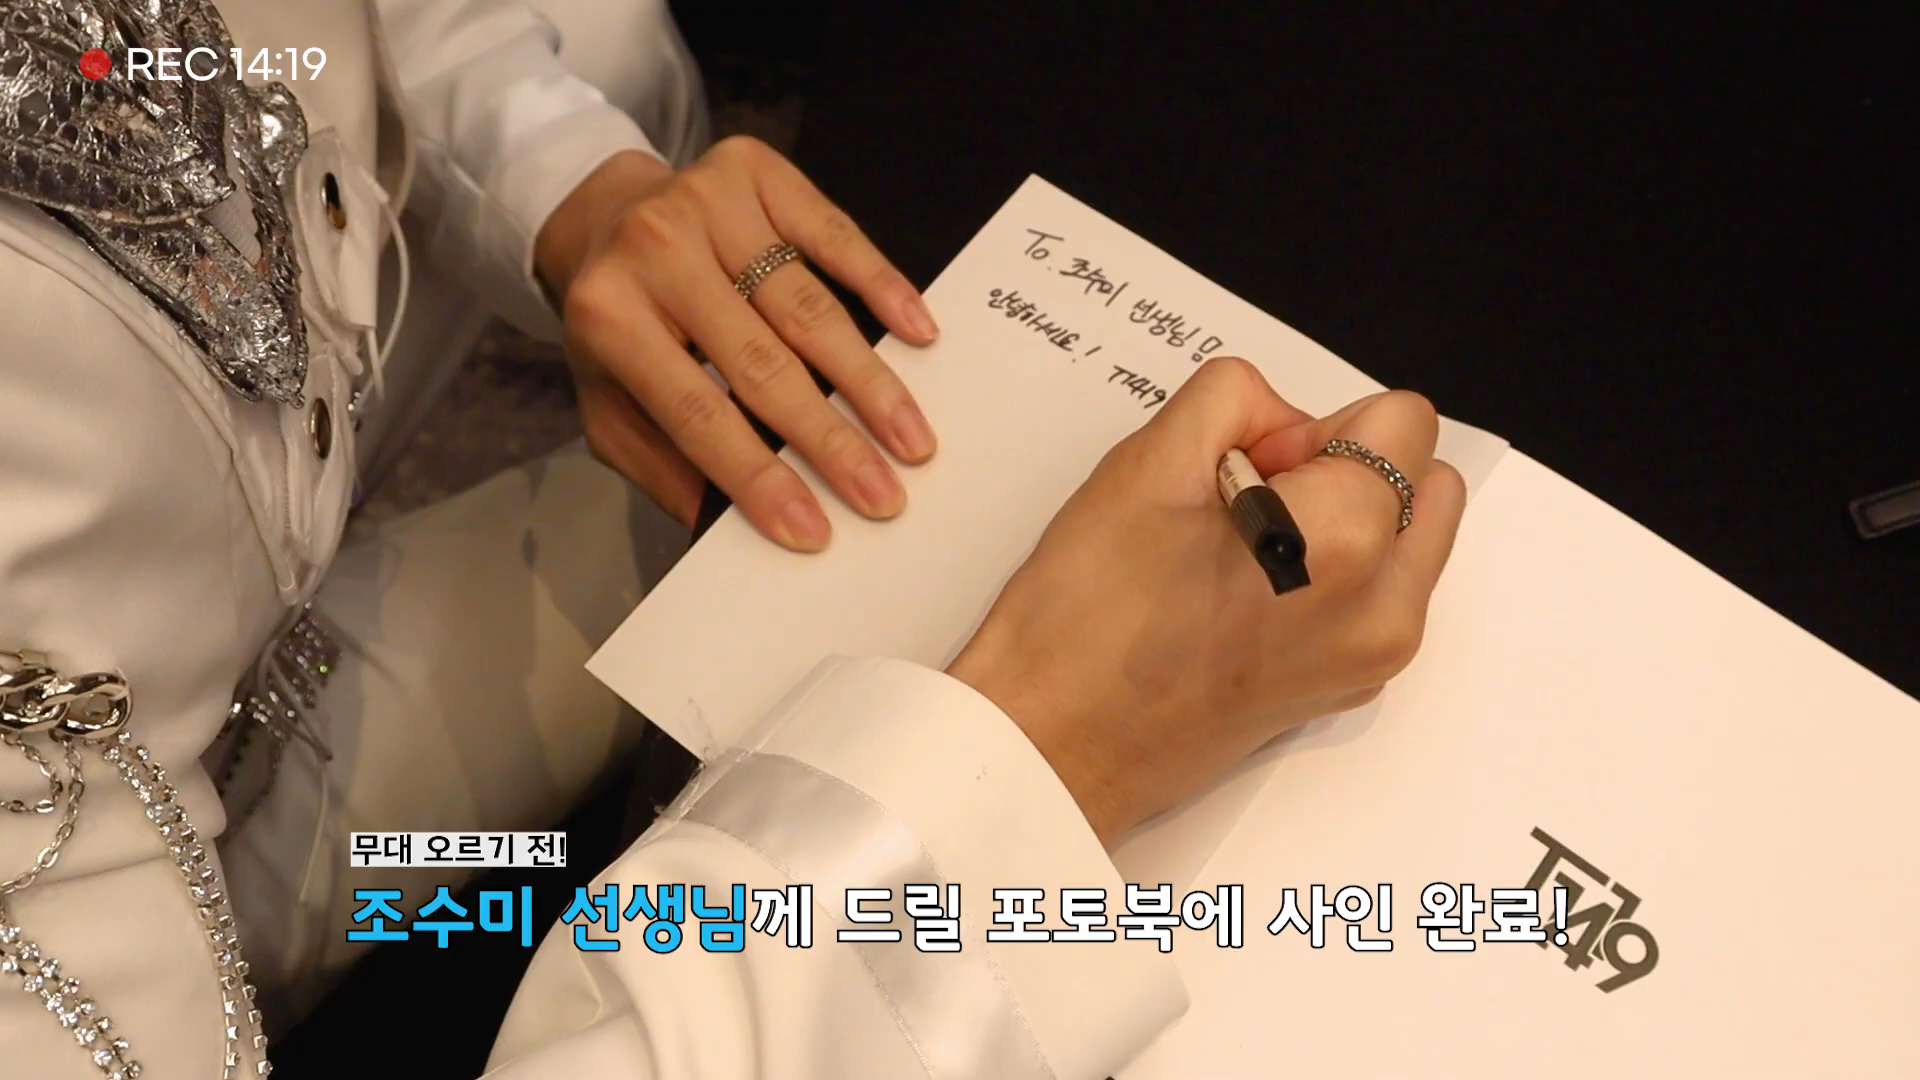 REC 14:19
To. 조수미 선생님!
안녕하세요! T1419
무대 오르기 전!
조수미 선생님께 드릴 포토북에 사인 완료!
T1419